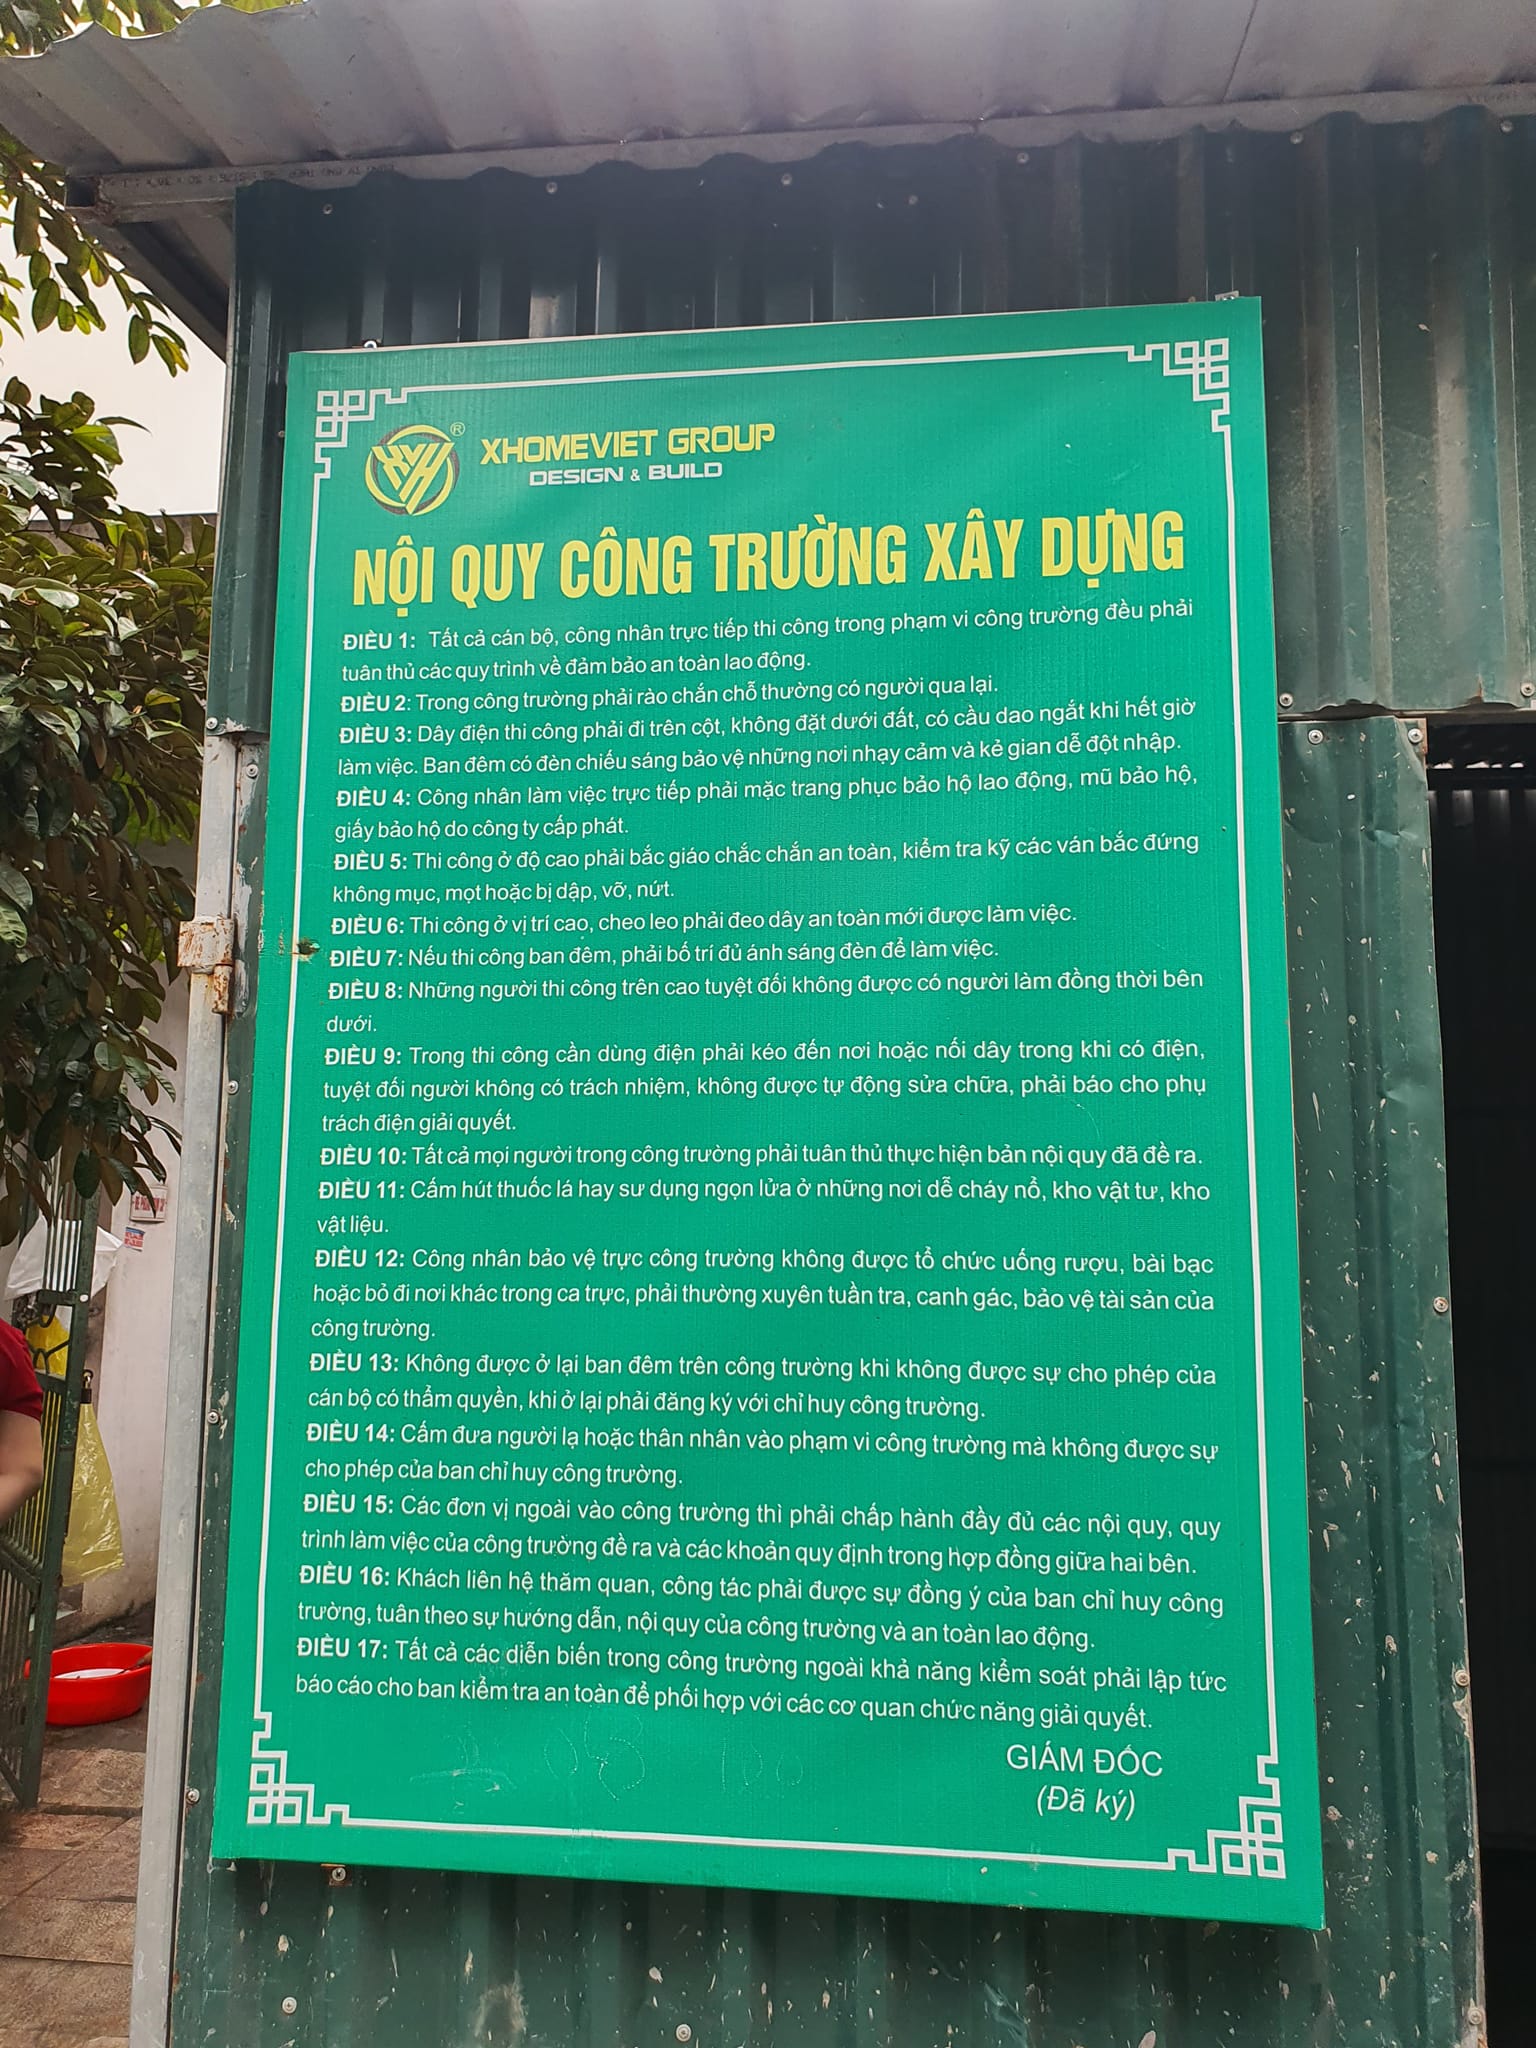 XVH ®
XHOMEVIET GROUP
DESIGN & BUILD
NỘI QUY CÔNG TRƯỜNG XÂY DỰNG
ĐIỀU 1: Tất cả cán bộ, công nhân trực tiếp thi công trong phạm vi công trường đều phải
tuân thủ các quy trình về đảm bảo an toàn lao động.
ĐIỀU 2: Trong công trường phải rào chắn chỗ thường có người qua lại.
ĐIỀU 3: Dây điện thi công phải đi trên cột, không đặt dưới đất, có cầu dao ngắt khi hết giờ
làm việc. Ban đêm có đèn chiếu sáng bảo vệ những nơi nhạy cảm và kẻ gian dễ đột nhập.
ĐIỀU 4: Công nhân làm việc trực tiếp phải mặc trang phục bảo hộ lao động, mũ bảo hộ,
giấy bảo hộ do công ty cấp phát.
ĐIỀU 5: Thi công ở độ cao phải bắc giáo chắc chắn an toàn, kiểm tra kỹ các ván bắc đứng
không mục, mọt hoặc bị dập, vỡ, nứt.
ĐIỀU 6: Thi công ở vị trí cao, cheo leo phải đeo dây an toàn mới được làm việc.
ĐIỀU 7: Nếu thi công ban đêm, phải bố trí đủ ánh sáng đèn để làm việc.
ĐIỀU 8: Những người thi công trên cao tuyệt đối không được có người làm đồng thời bên
dưới.
ĐIỀU 9: Trong thi công cần dùng điện phải kéo đến nơi hoặc nối dây trong khi có điện,
tuyệt đối người không có trách nhiệm, không được tự động sửa chữa, phải báo cho phụ
trách điện giải quyết.
ĐIỀU 10: Tất cả mọi người trong công trường phải tuân thủ thực hiện bản nội quy đã đề ra.
ĐIỀU 11: Cấm hút thuốc lá hay sư dụng ngọn lửa ở những nơi dễ cháy nổ, kho vật tư, kho
vật liệu.
ĐIỀU 12: Công nhân bảo vệ trực công trường không được tổ chức uống rượu, bài bạc
hoặc bỏ đi nơi khác trong ca trực, phải thường xuyên tuần tra, canh gác, bảo vệ tài sản của
công trường.
ĐIỀU 13: Không được ở lại ban đêm trên công trường khi không được sự cho phép của
cán bộ có thẩm quyền, khi ở lại phải đăng ký với chỉ huy công trường.
ĐIỀU 14: Cấm đưa người lạ hoặc thân nhân vào phạm vi công trường mà không được sự
cho phép của ban chỉ huy công trường.
ĐIỀU 15: Các đơn vị ngoài vào công trường thì phải chấp hành đầy đủ các nội quy, quy
trình làm việc của công trường đề ra và các khoản quy định trong hợp đồng giữa hai bên.
ĐIỀU 16: Khách liên hệ thăm quan, công tác phải được sự đồng ý của ban chỉ huy công
trường, tuân theo sự hướng dẫn, nội quy của công trường và an toàn lao động.
ĐIỀU 17: Tất cả các diễn biến trong công trường ngoài khả năng kiểm soát phải lập tức
báo cáo cho ban kiểm tra an toàn để phối hợp với các cơ quan chức năng giải quyết.
GIÁM ĐỐC
(Đã ký)